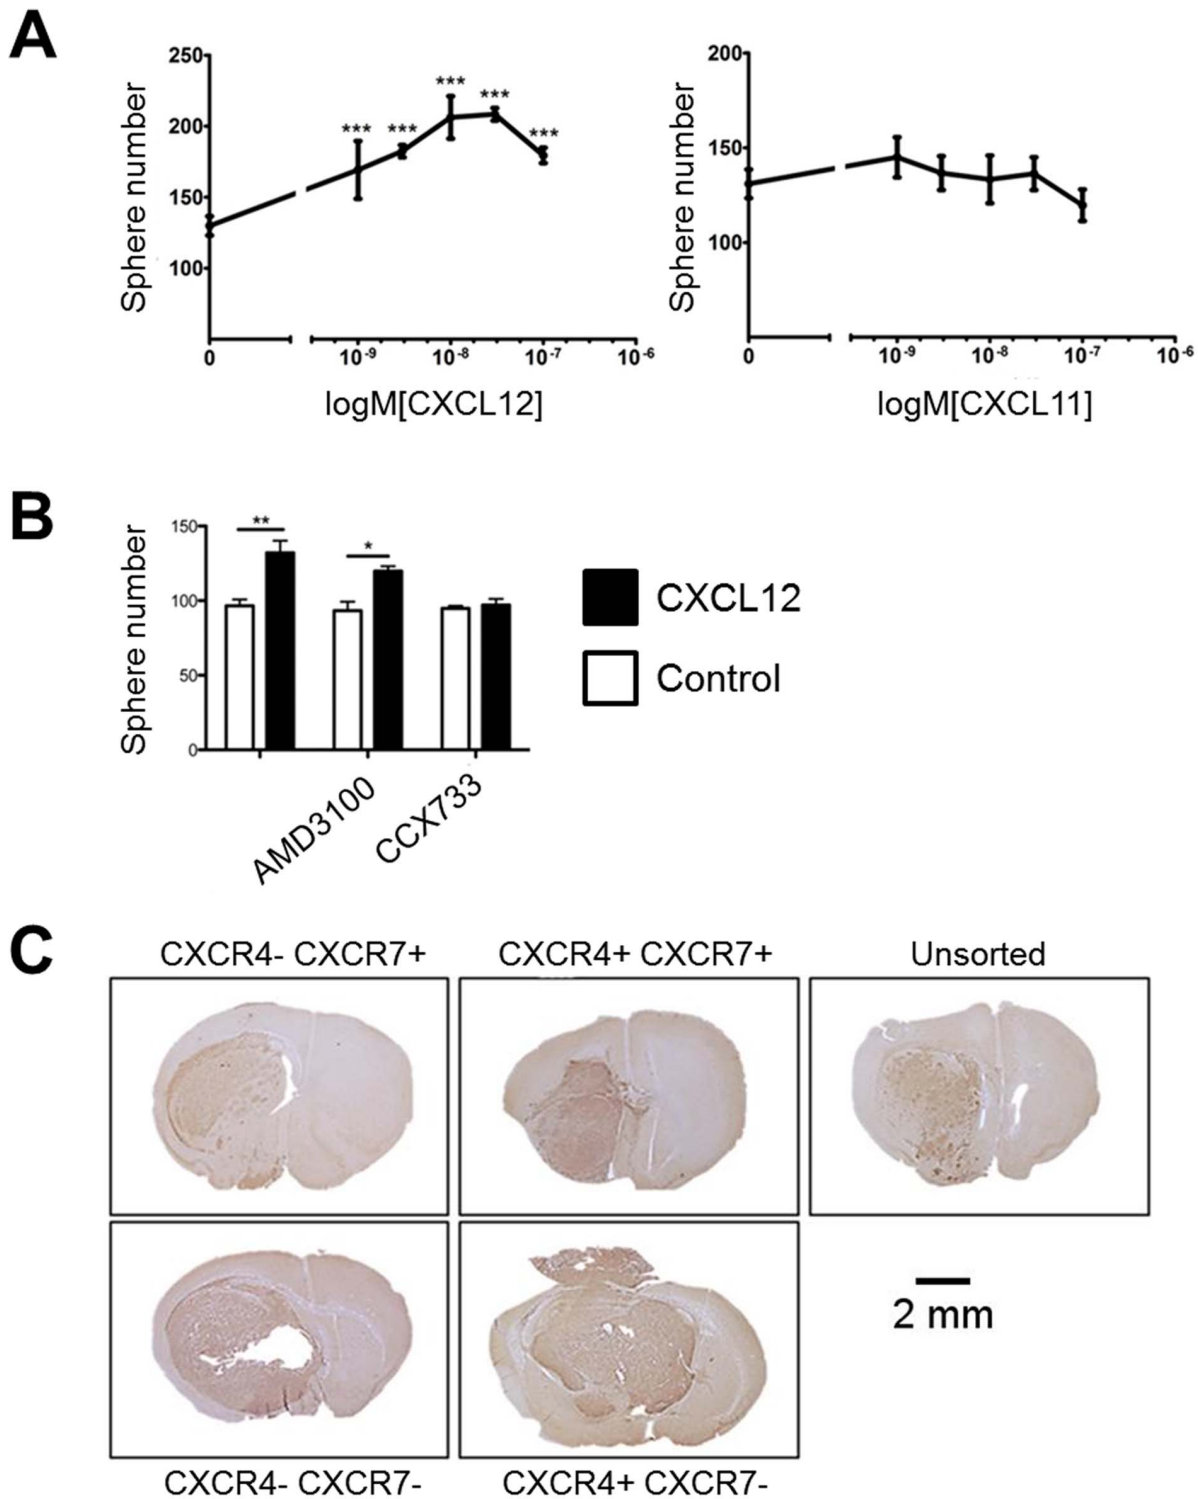 A
Sphere number
250
200
150
100
***
***
***
***
***
0
10-9
10-8
10-7
10-6
logM[CXCL12]
Sphere number
200
150
100
0
10-9
10-8
10-7
10-6
logM[CXCL11]
B
Sphere number
150
100
50
0
**
*
AMD3100
CCX733
CXCL12
Control
C
CXCR4- CXCR7+
CXCR4+ CXCR7+
Unsorted
2 mm
CXCR4- CXCR7-
CXCR4+ CXCR7-